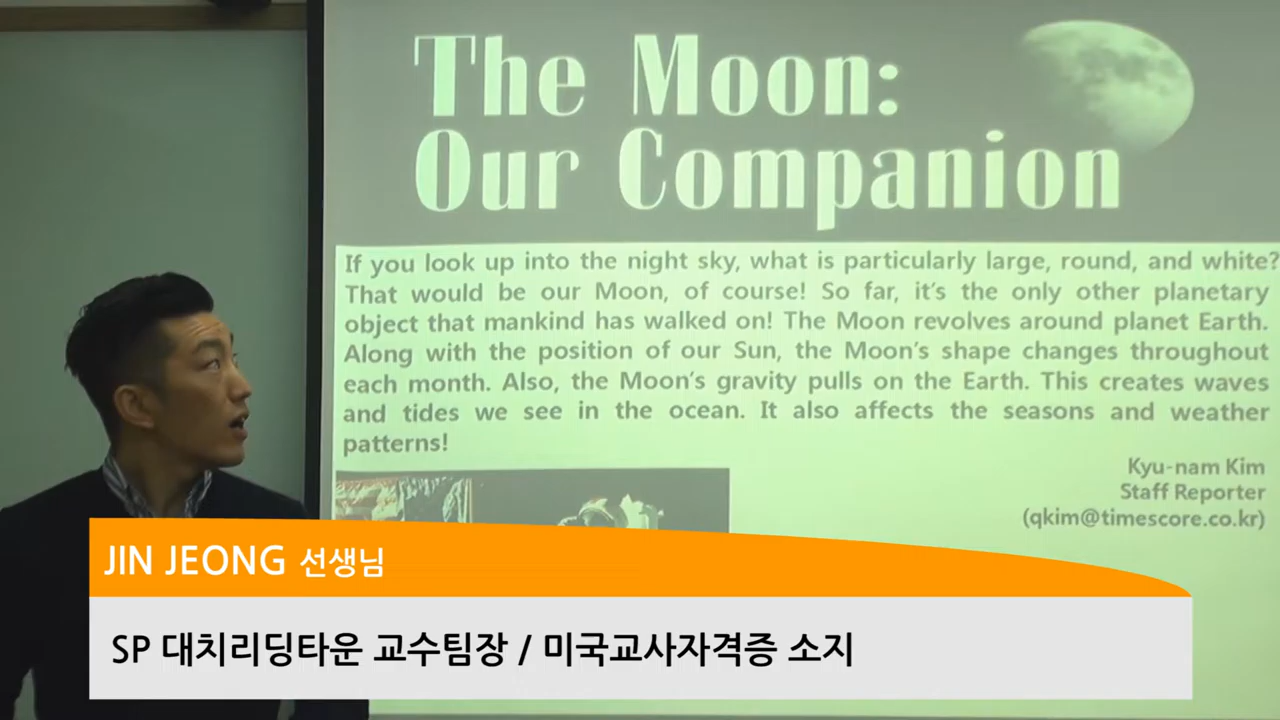 The Moon:
Our Companion
If you look up into the night sky, what is particularly large, round, and white?
That would be our Moon, of course! So far, it's the only other planetary
object that mankind has walked on! The Moon revolves around planet Earth.
Along with the position of our Sun, the Moon's shape changes throughout
each month. Also, the Moon's gravity pulls on the Earth. This creates waves
and tides we see in the ocean. It also affects the seasons and weather
patterns!
Kyu-nam Kim
Staff Reporter
(qkim@timescore.co.kr)
JIN JEONG 선생님
SP 대치리딩타운 교수팀장 / 미국교사자격증 소지